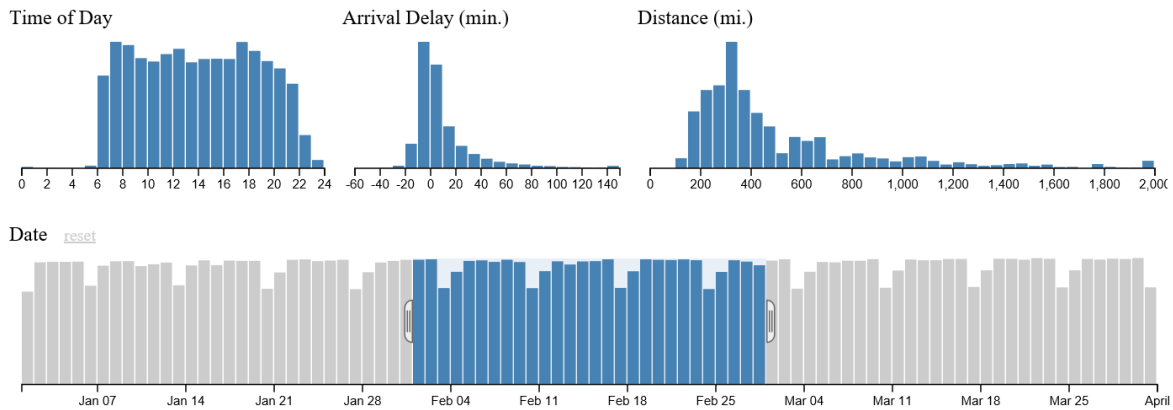 Time of Day
Arrival Delay (min.)
Distance (mi.)
0 2 4 6 8 10 12 14 16 18 20 22 24
-60 -40 -20 0 20 40 60 80 100 120 140
0 200 400 600 800 1,000 1,200 1,400 1,600 1,800 2,000
Date reset
Jan 07 Jan 14 Jan 21 Jan 28 Feb 04 Feb 11 Feb 18 Feb 25 Mar 04 Mar 11 Mar 18 Mar 25 April